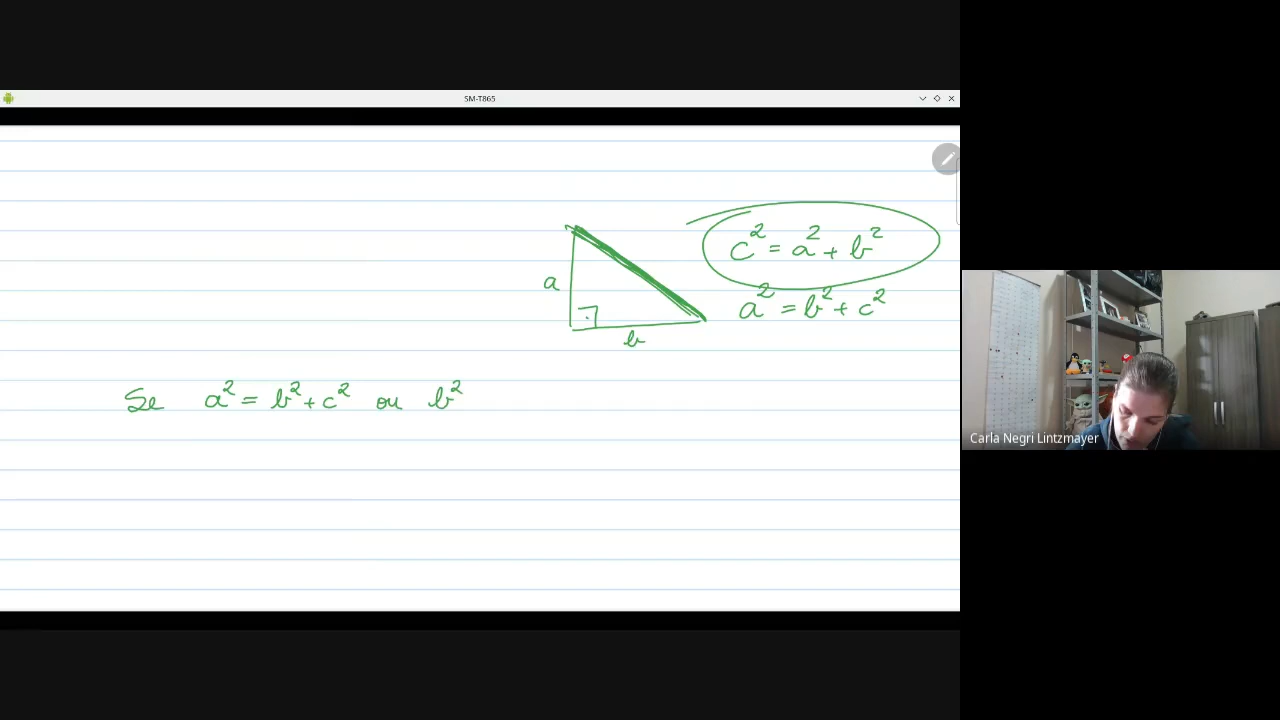 SM-T865
c² = a² + b²
a
a² = b² + c²
b
Se a² = b² + c² ou b²
Carla Negri Lintzmayer